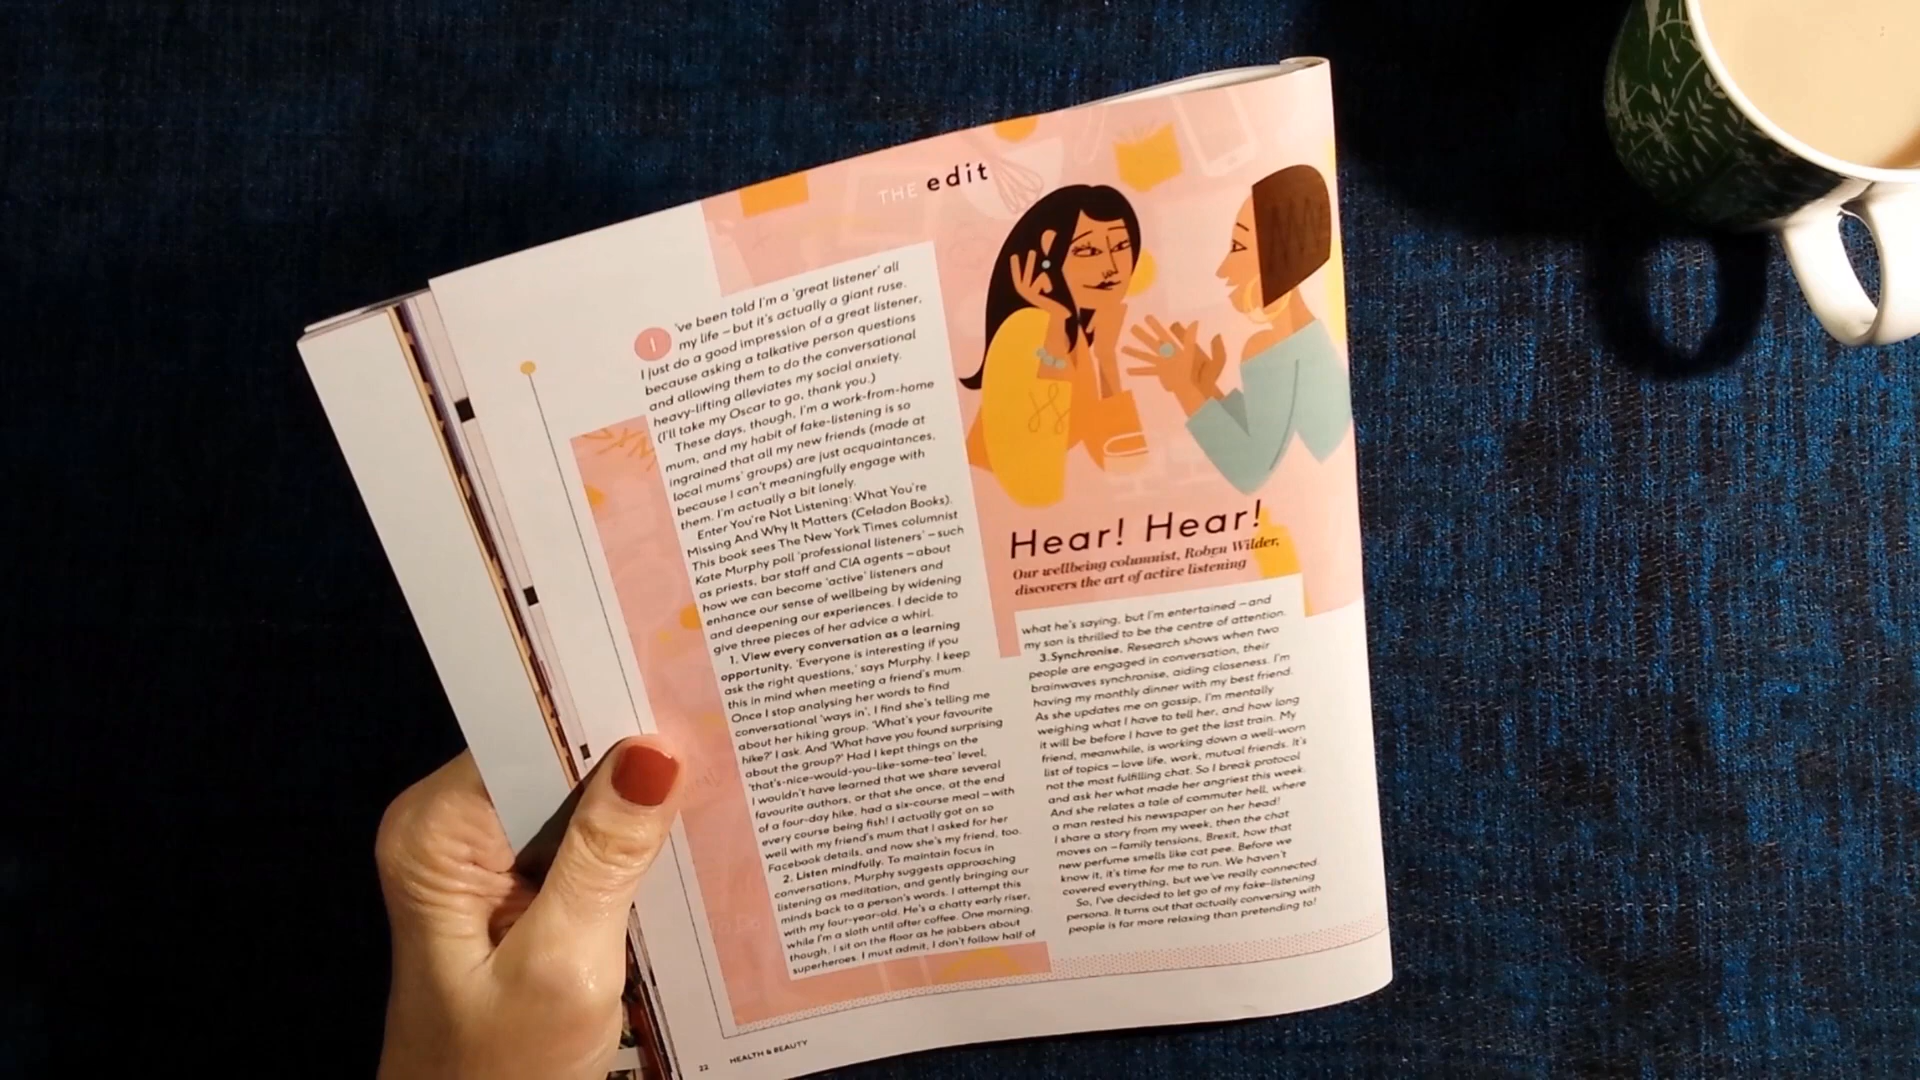 THE edit
I
've been told I'm a 'great listener' all
my life – but it's actually a giant ruse.
I just do a good impression of a great listener,
because asking a talkative person questions
and allowing them to do the conversational
heavy-lifting alleviates my social anxiety.
(I'll take my Oscar to go, thank you.)
These days, though, I'm a work-from-home
mum, and my habit of fake-listening is so
ingrained that all my new friends (made at
local mums' groups) are just acquaintances,
because I can't meaningfully engage with
them. I'm actually a bit lonely.
Enter You're Not Listening: What You're
Missing And Why It Matters (Celadon Books).
This book sees The New York Times columnist
Kate Murphy poll 'professional listeners' – such
as priests, bar staff and CIA agents – about
how we can become 'active' listeners and
enhance our sense of wellbeing by widening
and deepening our experiences. I decide to
give three pieces of her advice a whirl.
1. View every conversation as a learning
opportunity. 'Everyone is interesting if you
ask the right questions,' says Murphy. I keep
this in mind when meeting a friend's mum.
Once I stop analysing her words to find
conversational 'ways in', I find she's telling me
about her hiking group. 'What's your favourite
hike?' I ask. And 'What have you found surprising
about the group?' Had I kept things on the
'that's-nice-would-you-like-some-tea' level,
I wouldn't have learned that we share several
favourite authors, or that she once, at the end
of a four-day hike, had a six-course meal – with
every course being fish! I actually got on so
well with my friend's mum that I asked for her
Facebook details, and now she's my friend, too.
2. Listen mindfully. To maintain focus in
conversations, Murphy suggests approaching
listening as meditation, and gently bringing our
minds back to a person's words. I attempt this
with my four-year-old. He's a chatty early riser,
while I'm a sloth until after coffee. One morning,
though, I sit on the floor as he jabbers about
superheroes. I must admit, I don't follow half of
Hear! Hear!
Our wellbeing columnist, Robyn Wilder,
discovers the art of active listening
what he's saying, but I'm entertained – and
my son is thrilled to be the centre of attention.
3.Synchronise. Research shows when two
people are engaged in conversation, their
brainwaves synchronise, aiding closeness. I'm
having my monthly dinner with my best friend.
As she updates me on gossip, I'm mentally
weighing what I have to tell her, and how long
it will be before I have to get the last train. My
friend, meanwhile, is working down a well-worn
list of topics – love life, work, mutual friends. It's
not the most fulfilling chat. So I break protocol
and ask her what made her angriest this week.
And she relates a tale of commuter hell, where
a man rested his newspaper on her head!
I share a story from my week, then the chat
moves on – family tensions, Brexit, how that
new perfume smells like cat pee. Before we
know it, it's time for me to run. We haven't
covered everything, but we've really connected.
So, I've decided to let go of my fake-listening
persona. It turns out that actually conversing with
people is far more relaxing than pretending to!
22 HEALTH & BEAUTY